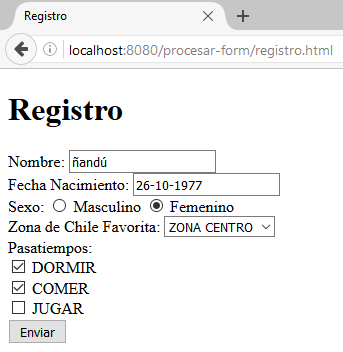 Registro
localhost:8080/procesar-form/registro.html
Registro
Nombre: ñandú
Fecha Nacimiento: 26-10-1977
Sexo: Masculino Femenino
Zona de Chile Favorita: ZONA CENTRO
Pasatiempos:
DORMIR
COMER
JUGAR
Enviar